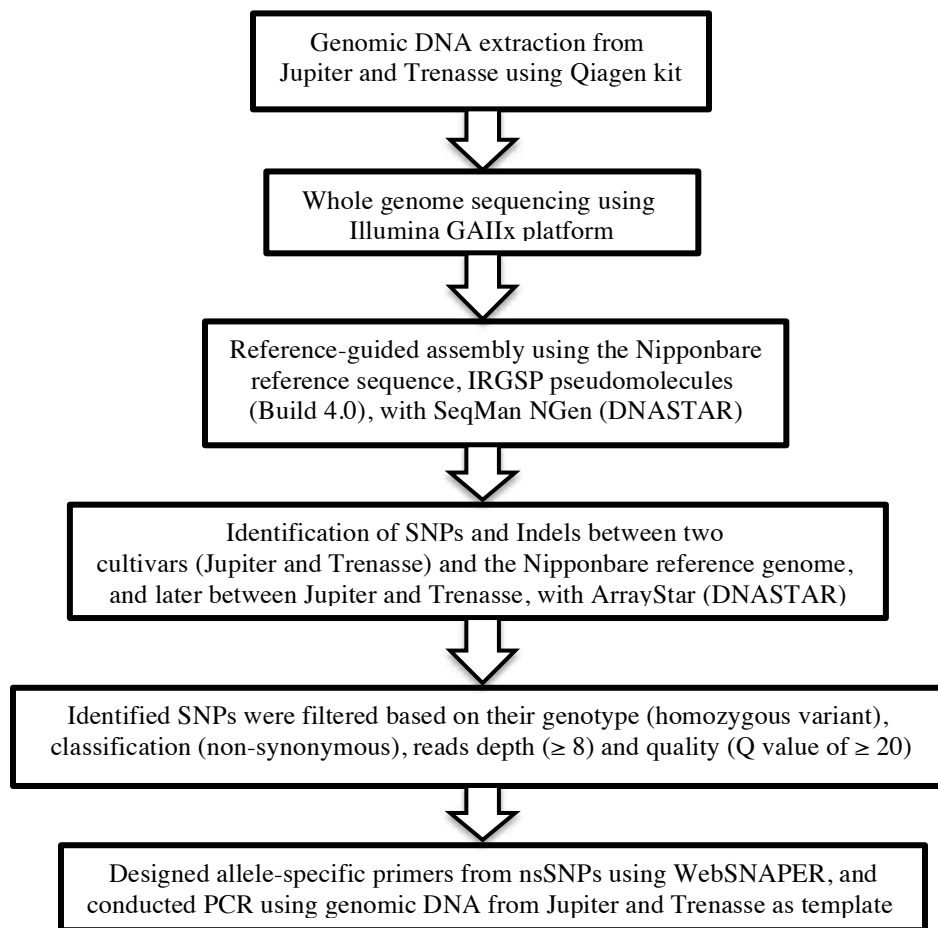 Genomic DNA extraction from
Jupiter and Trenasse using Qiagen kit
Whole genome sequencing using
Illumina GAIIx platform
Reference-guided assembly using the Nipponbare
reference sequence, IRGSP pseudomolecules
(Build 4.0), with SeqMan NGen (DNASTAR)
Identification of SNPs and Indels between two
cultivars (Jupiter and Trenasse) and the Nipponbare reference genome,
and later between Jupiter and Trenasse, with ArrayStar (DNASTAR)
Identified SNPs were filtered based on their genotype (homozygous variant),
classification (non-synonymous), reads depth (≥ 8) and quality (Q value of ≥ 20)
Designed allele-specific primers from nsSNPs using WebSNAPER, and
conducted PCR using genomic DNA from Jupiter and Trenasse as template